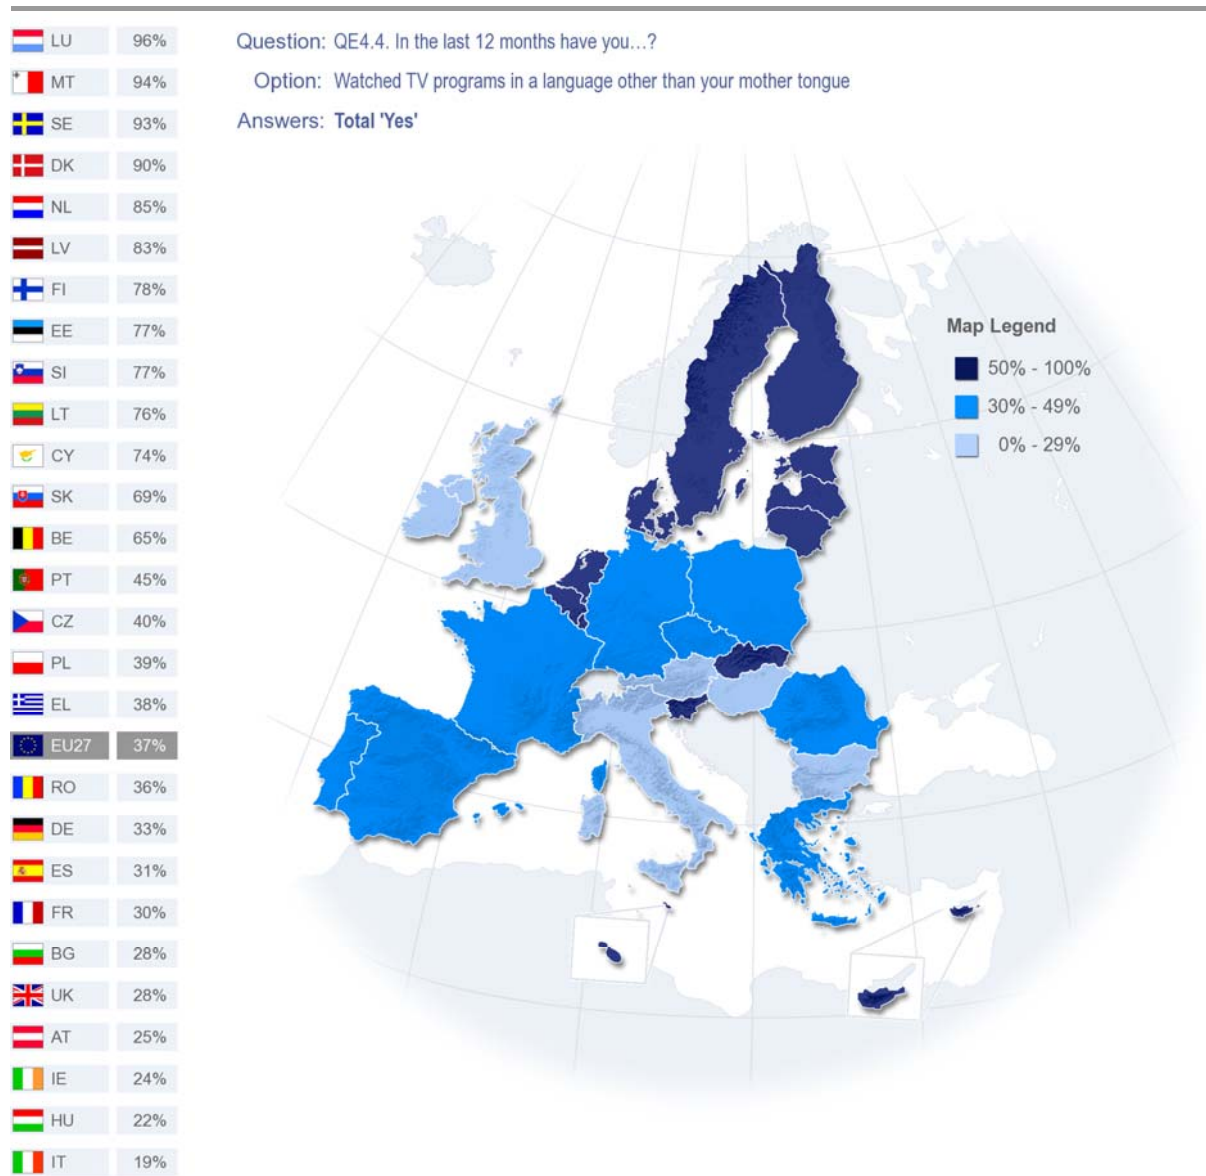 LU 96%
MT 94%
SE 93%
DK 90%
NL 85%
LV 83%
FI 78%
EE 77%
SI 77%
LT 76%
CY 74%
SK 69%
BE 65%
PT 45%
CZ 40%
PL 39%
EL 38%
EU27 37%
RO 36%
DE 33%
ES 31%
FR 30%
BG 28%
UK 28%
AT 25%
IE 24%
HU 22%
IT 19%
Question: QE4.4. In the last 12 months have you…?
Option: Watched TV programs in a language other than your mother tongue
Answers: Total 'Yes'
Map Legend
50% - 100%
30% - 49%
0% - 29%